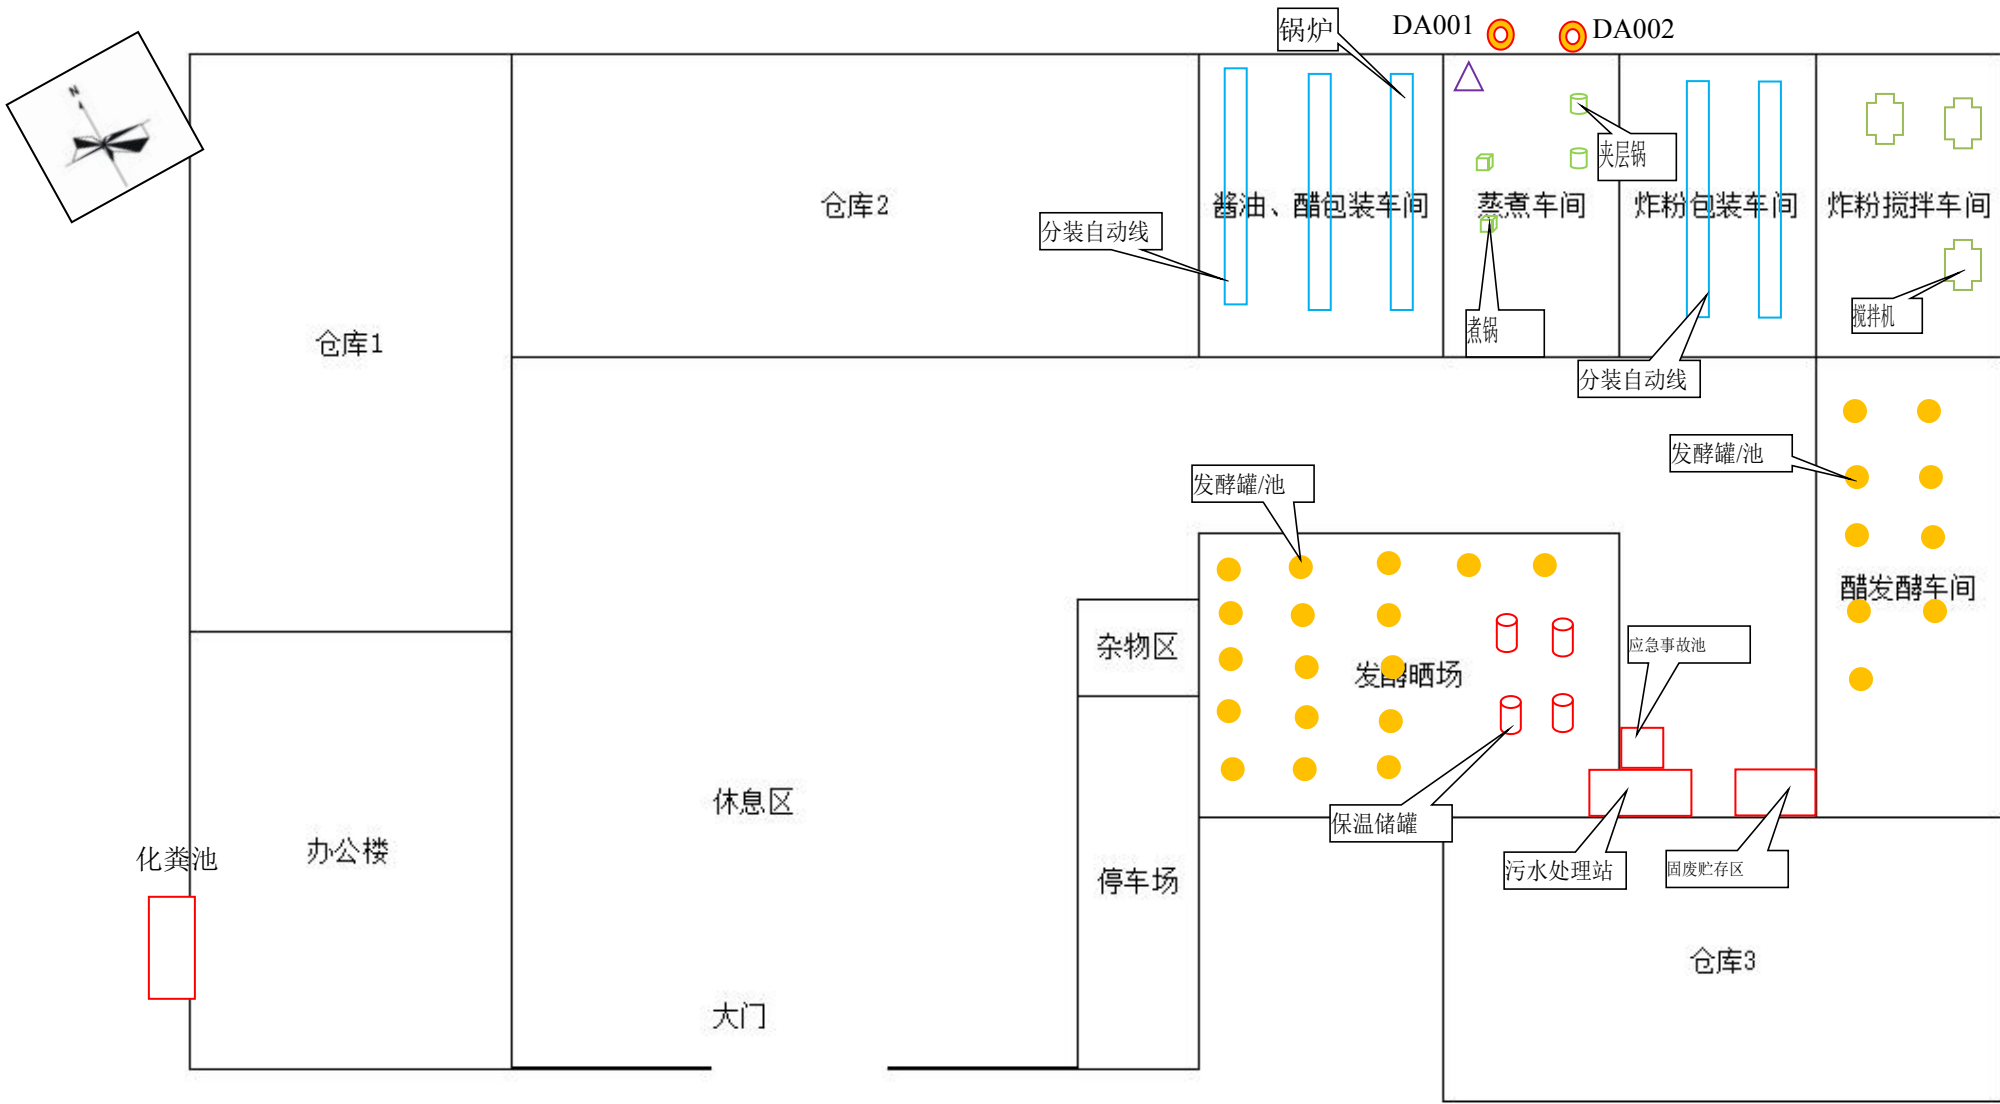 锅炉
DA001
DA002
N
夹层锅
仓库2
酱油、醋包装车间
蒸煮车间
炸粉包装车间
炸粉搅拌车间
分装自动线
煮锅
搅拌机
仓库1
分装自动线
发酵罐/池
发酵罐/池
醋发酵车间
杂物区
应急事故池
发酵晒场
休息区
保温储罐
办公楼
化粪池
停车场
污水处理站
固废贮存区
仓库3
大门